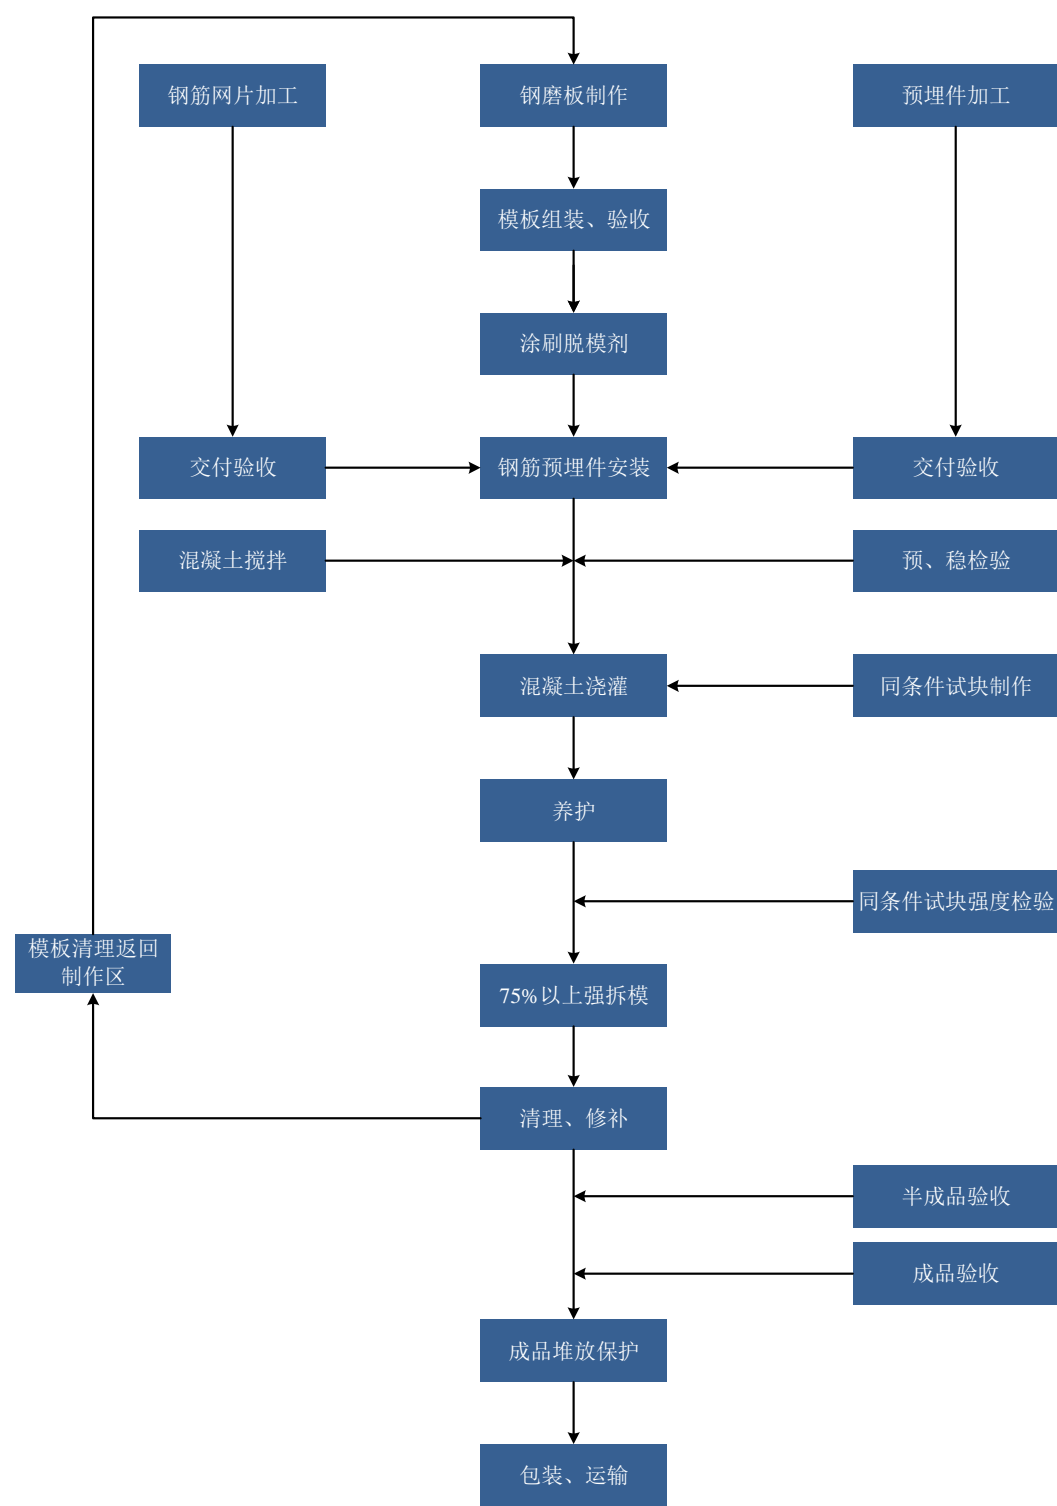 钢筋网片加工
钢磨板制作
预埋件加工
模板组装、验收
涂刷脱模剂
交付验收
钢筋预埋件安装
交付验收
混凝土搅拌
预、稳检验
混凝土浇灌
同条件试块制作
养护
同条件试块强度检验
模板清理返回
制作区
75%以上强拆模
清理、修补
半成品验收
成品验收
成品堆放保护
包装、运输